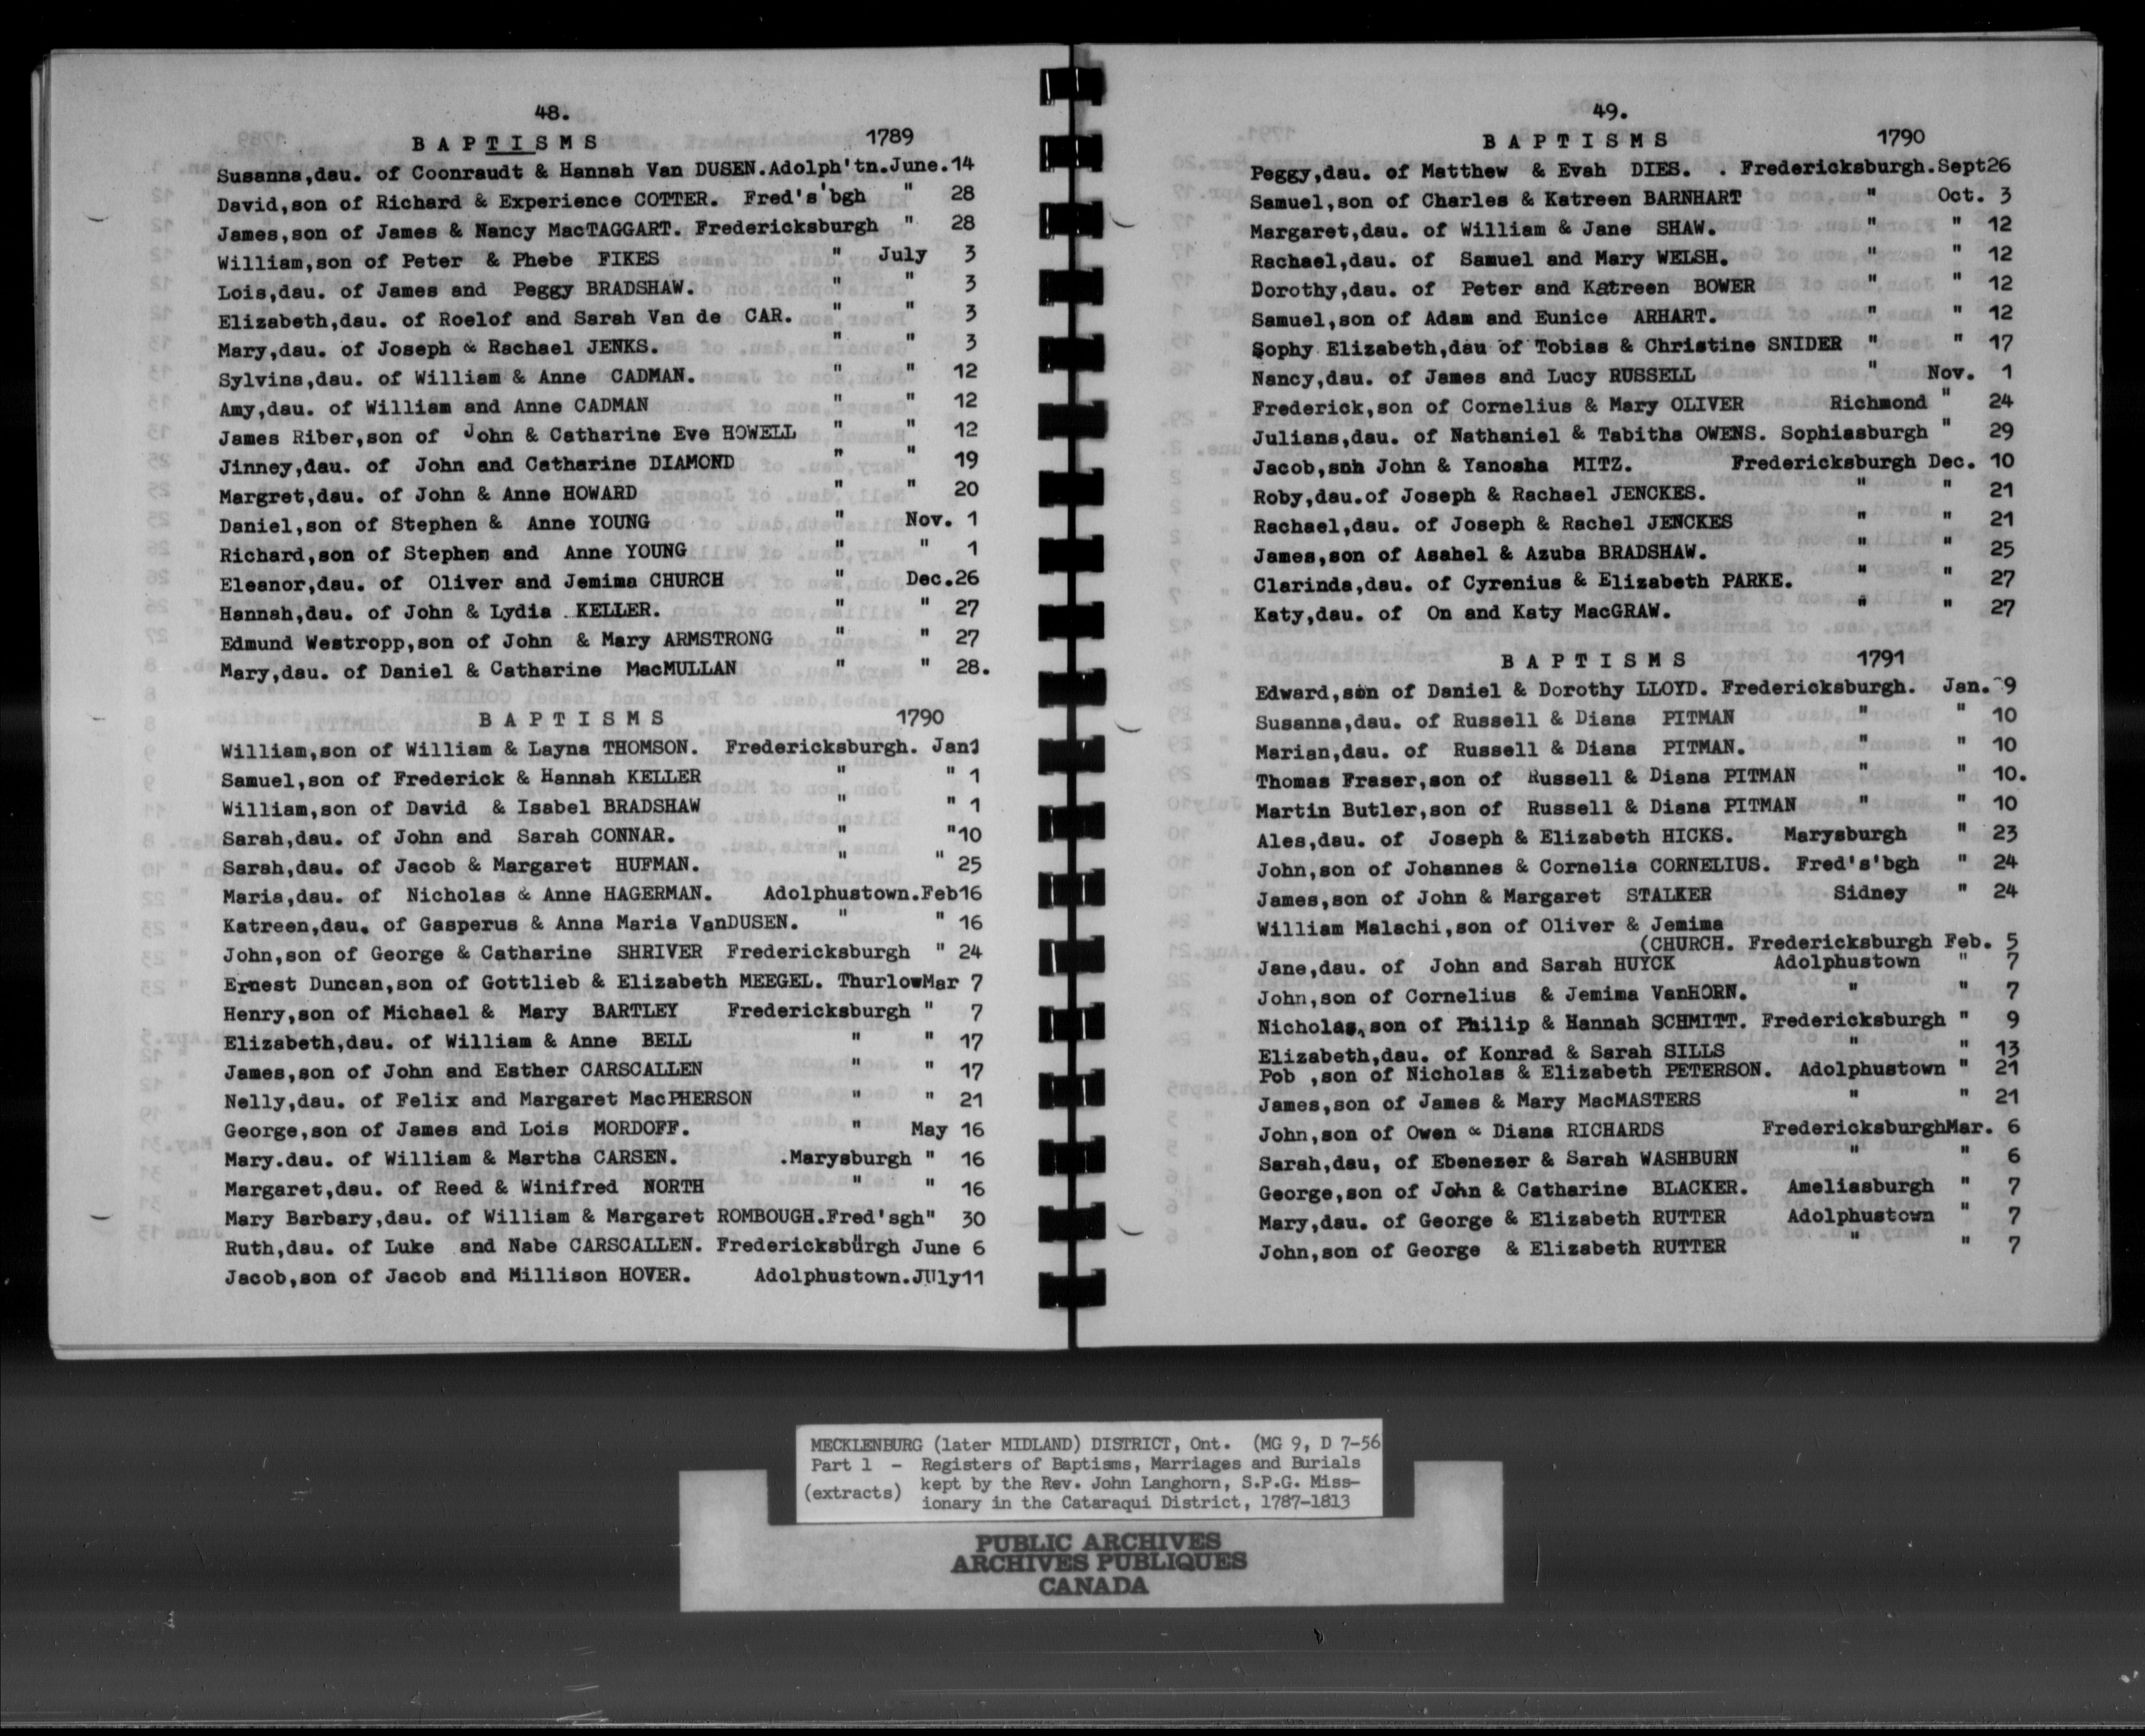 48.
B A P T I S M S 1789
Susanna,dau. of Coonraudt & Hannah Van DUSEN.Adolph'tn.June.14
David,son of Richard & Experience COTTER. Fred's'bgh " 28
James,son of James & Nancy MacTAGGART. Fredericksburgh " 28
William,son of Peter & Phebe FIKES " July 3
Lois,dau. of James and Peggy BRADSHAW. " " 3
Elizabeth,dau. of Roelof and Sarah Van de CAR. " " 3
Mary,dau. of Joseph & Rachael JENKS. " " 3
Sylvina,dau. of William & Anne CADMAN. " " 12
Amy,dau. of William and Anne CADMAN " " 12
James Riber,son of John & Catharine Eve HOWELL " " 12
Jinney,dau. of John and Catharine DIAMOND " " 19
Margret,dau. of John & Anne HOWARD " " 20
Daniel,son of Stephen & Anne YOUNG " Nov. 1
Richard,son of Stephen and Anne YOUNG " " 1
Eleanor,dau. of Oliver and Jemima CHURCH " Dec.26
Hannah,dau. of John & Lydia KELLER. " " 27
Edmund Westropp,son of John & Mary ARMSTRONG " " 27
Mary,dau. of Daniel & Catharine MacMULLAN " " 28.
B A P T I S M S 1790
William,son of William & Layna THOMSON. Fredericksburgh. Jan1
Samuel,son of Frederick & Hannah KELLER " " 1
William,son of David & Isabel BRADSHAW " " 1
Sarah,dau. of John and Sarah CONNAR. " "10
Sarah,dau. of Jacob & Margaret HUFMAN. " " 25
Maria,dau. of Nicholas & Anne HAGERMAN. Adolphustown.Feb16
Katreen,dau. of Gasperus & Anna Maria VanDUSEN. " " 16
John,son of George & Catharine SHRIVER Fredericksburgh " 24
Ernest Duncan,son of Gottlieb & Elizabeth MEEGEL. ThurlowMar 7
Henry,son of Michael & Mary BARTLEY Fredericksburgh " 7
Elizabeth,dau. of William & Anne BELL " " 17
James,son of John and Esther CARSCALLEN " " 17
Nelly,dau. of Felix and Margaret MacPHERSON " " 21
George,son of James and Lois MORDOFF. " May 16
Mary.dau. of William & Martha CARSEN. .Marysburgh " 16
Margaret,dau. of Reed & Winifred NORTH " " 16
Mary Barbary,dau. of William & Margaret ROMBOUGH.Fred'sgh" 30
Ruth,dau. of Luke and Nabe CARSCALLEN. Fredericksburgh June 6
Jacob,son of Jacob and Millison HOVER. Adolphustown.JUly11
49.
B A P T I S M S 1790
Peggy,dau. of Matthew & Evah DIES. . Fredericksburgh.Sept26
Samuel,son of Charles & Katreen BARNHART " Oct. 3
Margaret,dau. of William & Jane SHAW. " " 12
Rachael,dau. of Samuel and Mary WELSH. " " 12
Dorothy,dau. of Peter and Katreen BOWER " " 12
Samuel,son of Adam and Eunice ARHART. " " 12
Sophy Elizabeth,dau of Tobias & Christine SNIDER " " 17
Nancy,dau. of James and Lucy RUSSELL " Nov. 1
Frederick,son of Cornelius & Mary OLIVER Richmond " 24
Juliana,dau. of Nathaniel & Tabitha OWENS. Sophiasburgh " 29
Jacob,snh John & Yanosha MITZ. Fredericksburgh Dec. 10
Roby,dau.of Joseph & Rachael JENCKES. " " 21
Rachael,dau. of Joseph & Rachel JENCKES " " 21
James,son of Asahel & Azuba BRADSHAW. " " 25
Clarinda,dau. of Cyrenius & Elizabeth PARKE. " " 27
Katy,dau. of On and Katy MacGRAW. " " 27
B A P T I S M S 1791
Edward,son of Daniel & Dorothy LLOYD. Fredericksburgh. Jan. 9
Susanna,dau. of Russell & Diana PITMAN " " 10
Marian,dau. of Russell & Diana PITMAN. " " 10
Thomas Fraser,son of Russell & Diana PITMAN " " 10.
Martin Butler,son of Russell & Diana PITMAN " " 10
Ales,dau. of Joseph & Elizabeth HICKS. Marysburgh " 23
John,son of Johannes & Cornelia CORNELIUS. Fred's'bgh " 24
James,son of John & Margaret STALKER Sidney " 24
William Malachi,son of Oliver & Jemima
(CHURCH. Fredericksburgh Feb. 5
Jane,dau. of John and Sarah HUYCK Adolphustown " 7
John,son of Cornelius & Jemima VanHORN. " " 7
Nicholas,son of Philip & Hannah SCHMITT. Fredericksburgh " 9
Elizabeth,dau. of Konrad & Sarah SILLS " " 13
Pob ,son of Nicholas & Elizabeth PETERSON. Adolphustown " 21
James,son of James & Mary MacMASTERS " " 21
John,son of Owen & Diana RICHARDS FredericksburghMar. 6
Sarah,dau, of Ebenezer & Sarah WASHBURN " " 6
George,son of John & Catharine BLACKER. Ameliasburgh " 7
Mary,dau. of George & Elizabeth RUTTER Adolphustown " 7
John,son of George & Elizabeth RUTTER " " 7
MECKLENBURG (later MIDLAND) DISTRICT, Ont. (MG 9, D 7-56
Part 1 - Registers of Baptisms, Marriages and Burials
(extracts) kept by the Rev. John Langhorn, S.P.G. Miss-
ionary in the Cataraqui District, 1787-1813
PUBLIC ARCHIVES
ARCHIVES PUBLIQUES
CANADA